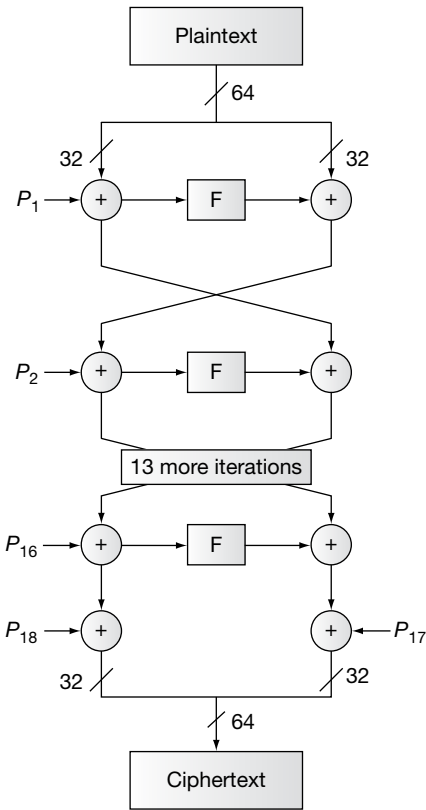 Plaintext
64
32 32
P1 + F +
P2 + F +
13 more iterations
P16 + F +
P18 + + P17
32 32
64
Ciphertext